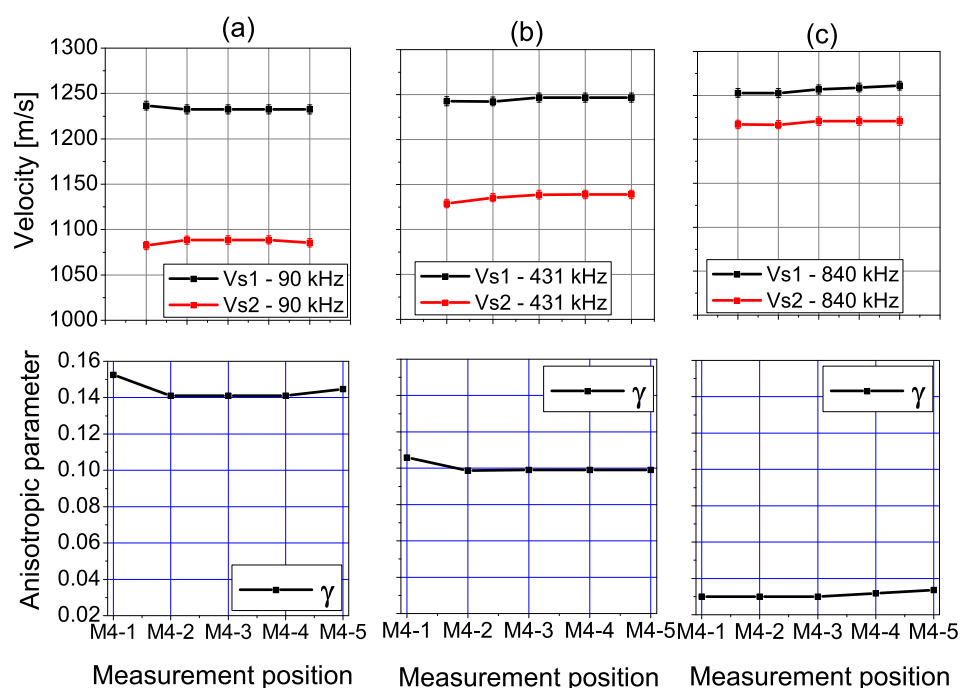 (a)
(b)
(c)
Velocity [m/s]
1300
1250
1200
1150
1100
1050
1000
Vs1 - 90 kHz
Vs2 - 90 kHz
Vs1 - 431 kHz
Vs2 - 431 kHz
Vs1 - 840 kHz
Vs2 - 840 kHz
Anisotropic parameter
0.16
0.14
0.12
0.10
0.08
0.06
0.04
0.02
γ
γ
γ
M4-1 M4-2 M4-3 M4-4 M4-5
M4-1 M4-2 M4-3 M4-4 M4-5
M4-1 M4-2 M4-3 M4-4 M4-5
Measurement position
Measurement position
Measurement position